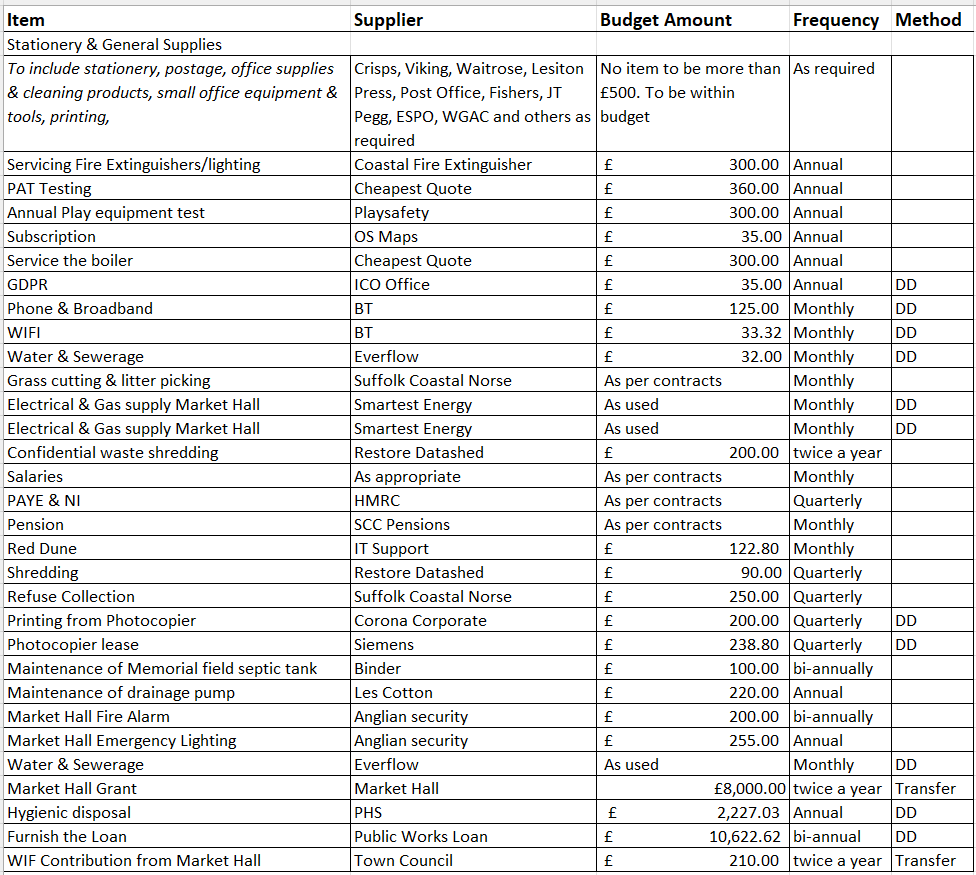 Item Supplier Budget Amount Frequency Method
Stationery & General Supplies
To include stationery, postage, office supplies Crisps, Viking, Waitrose, Lesiton No item to be more than As required
& cleaning products, small office equipment & Press, Post Office, Fishers, JT £500. To be within
tools, printing, Pegg, ESPO, WGAC and others as budget
required
Servicing Fire Extinguishers/lighting Coastal Fire Extinguisher £ 300.00 Annual
PAT Testing Cheapest Quote £ 360.00 Annual
Annual Play equipment test Playsafety £ 300.00 Annual
Subscription OS Maps £ 35.00 Annual
Service the boiler Cheapest Quote £ 300.00 Annual
GDPR ICO Office £ 35.00 Annual DD
Phone & Broadband BT £ 125.00 Monthly DD
WIFI BT £ 33.32 Monthly DD
Water & Sewerage Everflow £ 32.00 Monthly DD
Grass cutting & litter picking Suffolk Coastal Norse As per contracts Monthly
Electrical & Gas supply Market Hall Smartest Energy As used Monthly DD
Electrical & Gas supply Market Hall Smartest Energy As used Monthly DD
Confidential waste shredding Restore Datashed £ 200.00 twice a year
Salaries As appropriate As per contracts Monthly
PAYE & NI HMRC As per contracts Quarterly
Pension SCC Pensions As per contracts Monthly
Red Dune IT Support £ 122.80 Monthly
Shredding Restore Datashed £ 90.00 Quarterly
Refuse Collection Suffolk Coastal Norse £ 250.00 Quarterly
Printing from Photocopier Corona Corporate £ 200.00 Quarterly DD
Photocopier lease Siemens £ 238.80 Quarterly DD
Maintenance of Memorial field septic tank Binder £ 100.00 bi-annually
Maintenance of drainage pump Les Cotton £ 220.00 Annual
Market Hall Fire Alarm Anglian security £ 200.00 bi-annually
Market Hall Emergency Lighting Anglian security £ 255.00 Annual
Water & Sewerage Everflow As used Monthly DD
Market Hall Grant Market Hall £8,000.00 twice a year Transfer
Hygienic disposal PHS £ 2,227.03 Annual DD
Furnish the Loan Public Works Loan £ 10,622.62 bi-annual DD
WIF Contribution from Market Hall Town Council £ 210.00 twice a year Transfer